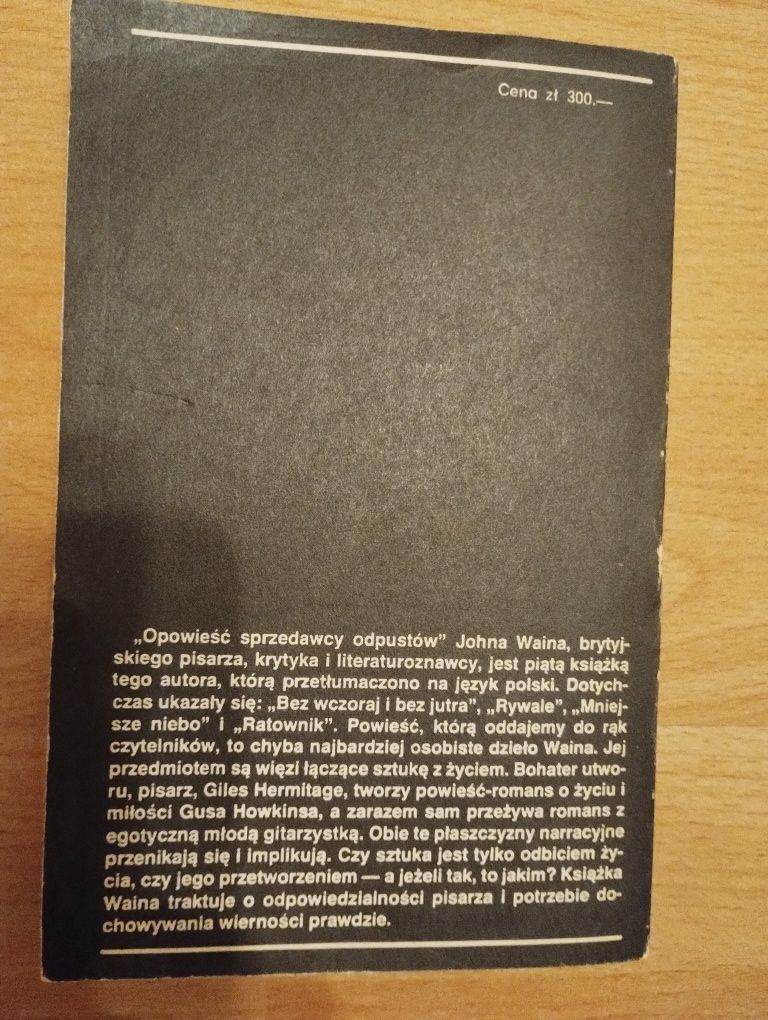 Cena zł 300.—
„Opowieść sprzedawcy odpustów” Johna Waina, brytyj-
skiego pisarza, krytyka i literaturoznawcy, jest piątą książką
tego autora, którą przetłumaczono na język polski. Dotych-
czas ukazały się: „Bez wczoraj i bez jutra”, „Rywale”, „Mniej-
sze niebo” i „Ratownik”. Powieść, którą oddajemy do rąk
czytelników, to chyba najbardziej osobiste dzieło Waina. Jej
przedmiotem są więzi łączące sztukę z życiem. Bohater utwo-
ru, pisarz, Giles Hermitage, tworzy powieść-romans o życiu i
miłości Gusa Howkinsa, a zarazem sam przeżywa romans z
egotyczną młodą gitarzystką. Obie te płaszczyzny narracyjne
przenikają się i implikują. Czy sztuka jest tylko odbiciem ży-
cia, czy jego przetworzeniem — a jeżeli tak, to jakim? Książka
Waina traktuje o odpowiedzialności pisarza i potrzebie do-
chowywania wierności prawdzie.